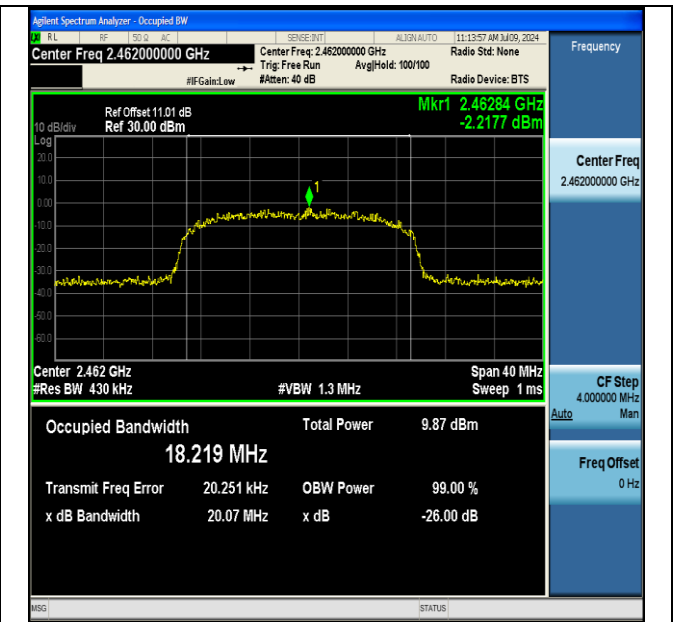 Agilent Spectrum Analyzer - Occupied BW
RL RF 50 Ω AC SENSE:INT ALIGN AUTO 11:13:57 AM Jul 09, 2024
Center Freq 2.462000000 GHz
Center Freq: 2.462000000 GHz
Radio Std: None
Trig: Free Run Avg|Hold: 100/100
#IFGain:Low
#Atten: 40 dB
Radio Device: BTS
Ref Offset 11.01 dB
Mkr1 2.46284 GHz
10 dB/div Ref 30.00 dBm
-2.2177 dBm
Log
20.0
10.0
1
0.00
-10.0
-20.0
-30.0
-40.0
-50.0
-60.0
Center 2.462 GHz
Span 40 MHz
#Res BW 430 kHz
#VBW 1.3 MHz
Sweep 1 ms
Occupied Bandwidth
Total Power 9.87 dBm
18.219 MHz
Transmit Freq Error 20.251 kHz
OBW Power 99.00 %
x dB Bandwidth 20.07 MHz
x dB -26.00 dB
Frequency
Center Freq
2.462000000 GHz
CF Step
4.000000 MHz
Auto Man
Freq Offset
0 Hz
MSG
STATUS